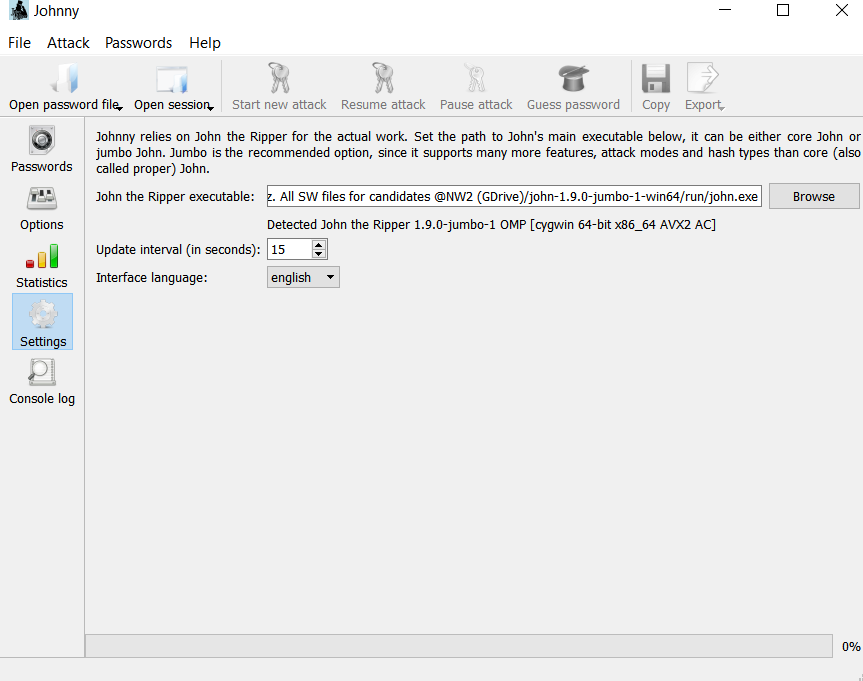 Johnny
File Attack Passwords Help
Open password file Open session Start new attack Resume attack Pause attack Guess password Copy Export
Passwords
Options
Statistics
Settings
Console log
Johnny relies on John the Ripper for the actual work. Set the path to John's main executable below, it can be either core John or
jumbo John. Jumbo is the recommended option, since it supports many more features, attack modes and hash types than core (also
called proper) John.
John the Ripper executable: z. All SW files for candidates @NW2 (GDrive)/john-1.9.0-jumbo-1-win64/run/john.exe Browse
Detected John the Ripper 1.9.0-jumbo-1 OMP [cygwin 64-bit x86_64 AVX2 AC]
Update interval (in seconds): 15
Interface language: english
0%